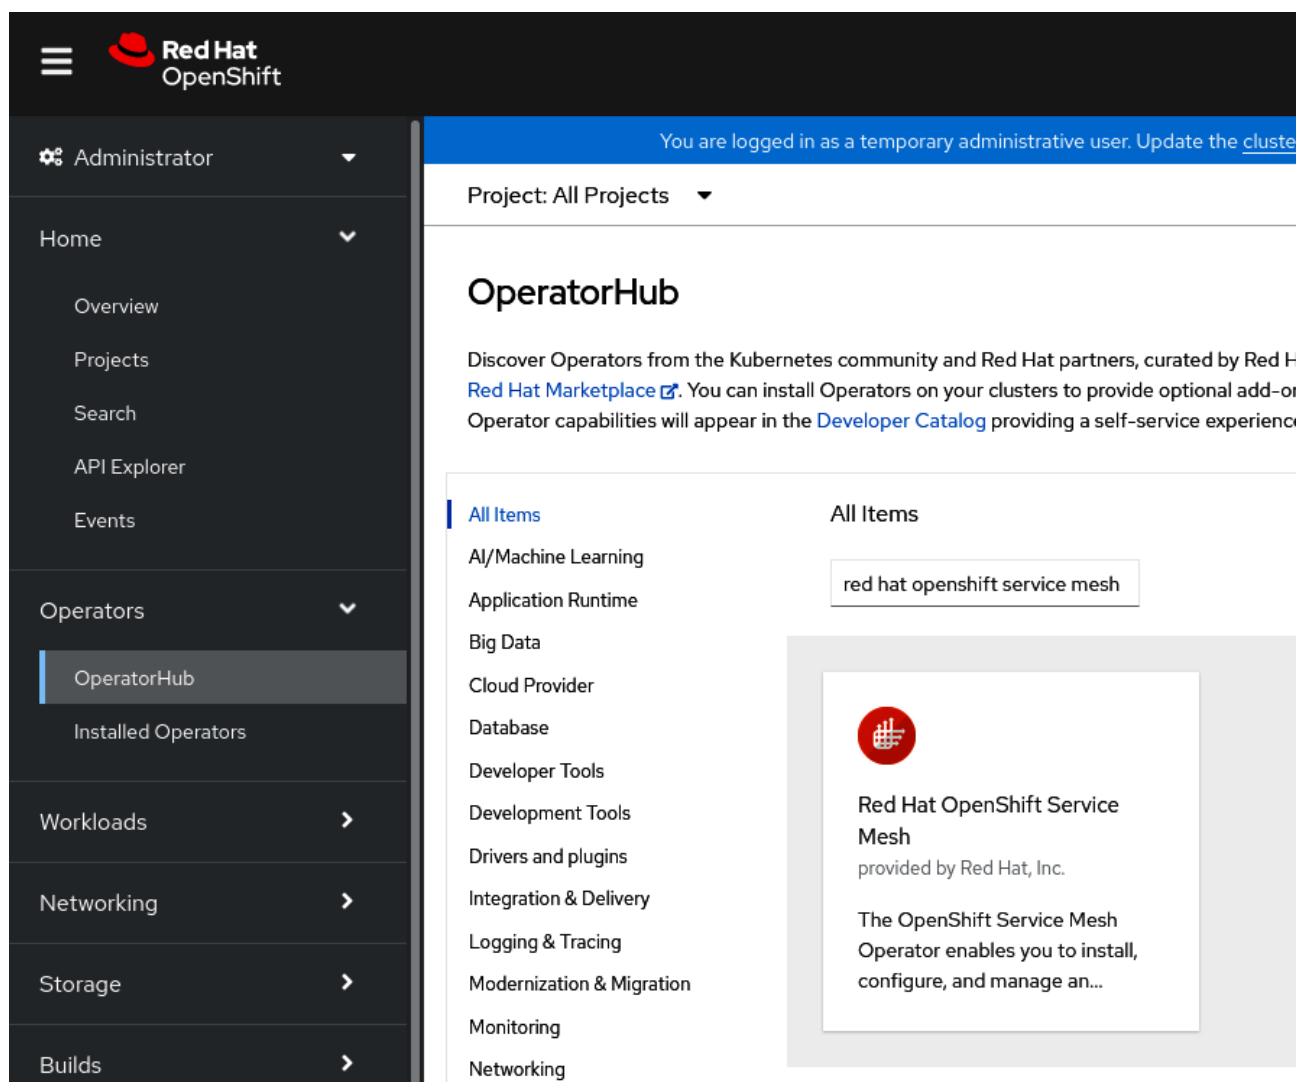 Red Hat
OpenShift
Administrator
Home
Overview
Projects
Search
API Explorer
Events
Operators
OperatorHub
Installed Operators
Workloads
Networking
Storage
Builds
You are logged in as a temporary administrative user. Update the cluste
Project: All Projects
OperatorHub
Discover Operators from the Kubernetes community and Red Hat partners, curated by Red H
Red Hat Marketplace. You can install Operators on your clusters to provide optional add-o
Operator capabilities will appear in the Developer Catalog providing a self-service experienc
All Items
AI/Machine Learning
Application Runtime
Big Data
Cloud Provider
Database
Developer Tools
Development Tools
Drivers and plugins
Integration & Delivery
Logging & Tracing
Modernization & Migration
Monitoring
Networking
All Items
red hat openshift service mesh
Red Hat OpenShift Service
Mesh
provided by Red Hat, Inc.
The OpenShift Service Mesh
Operator enables you to install,
configure, and manage an...